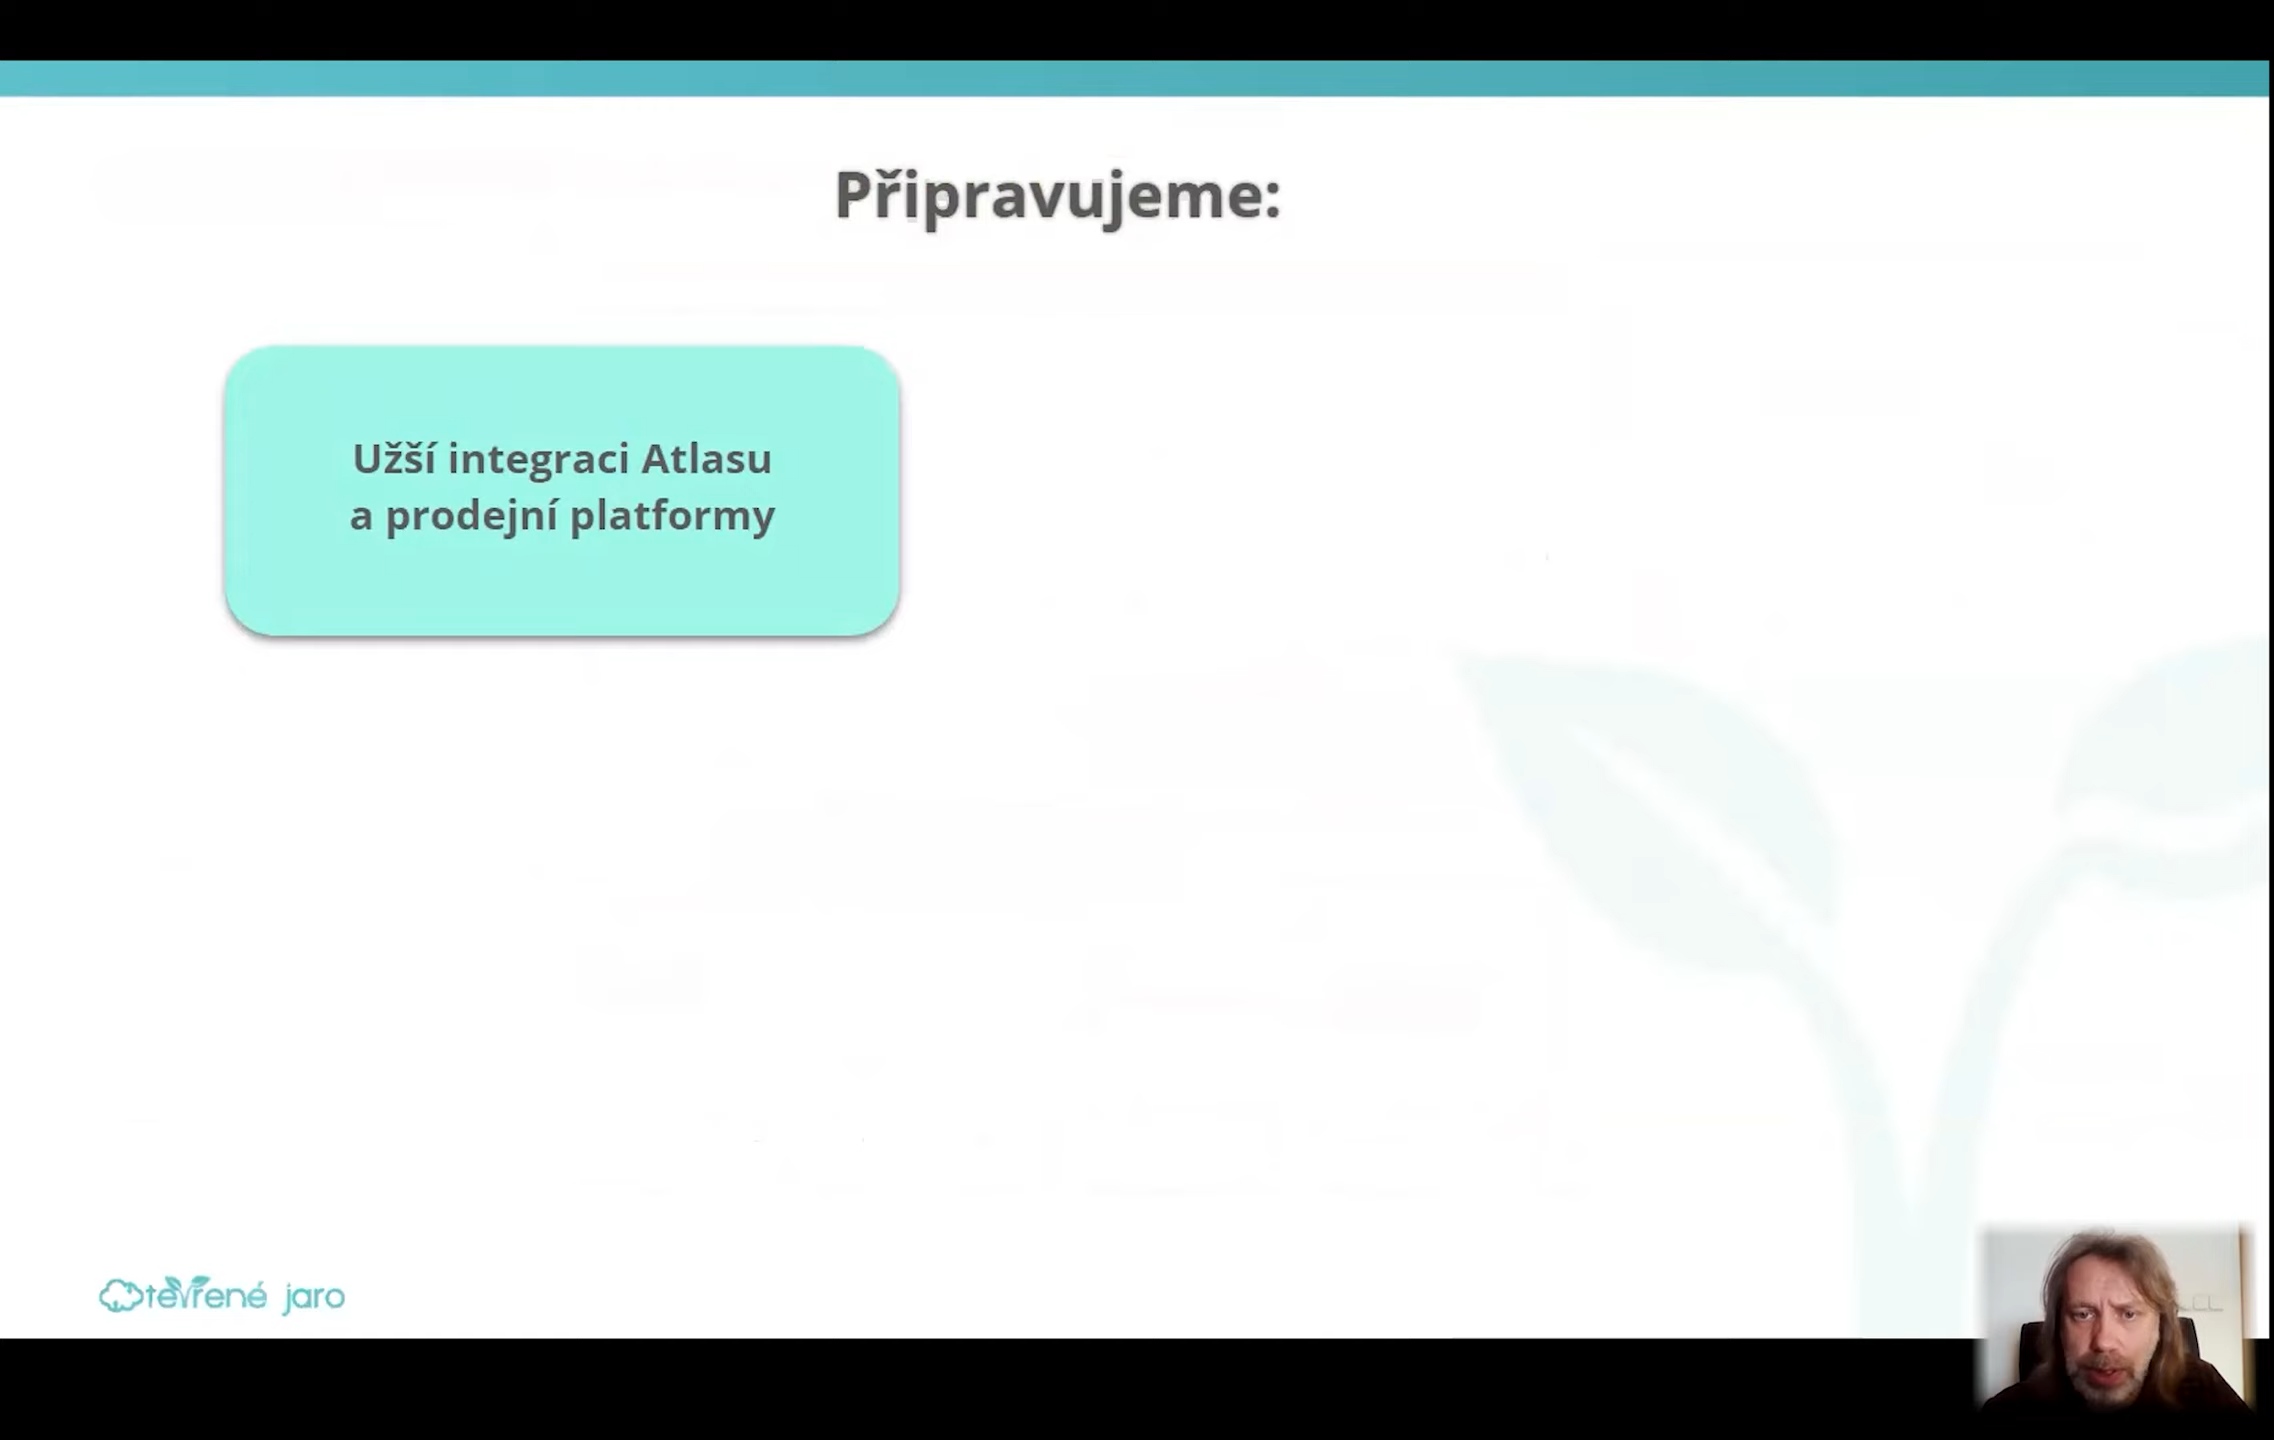 Připravujeme:
Užší integraci Atlasu
a prodejní platformy
Otevřené jaro